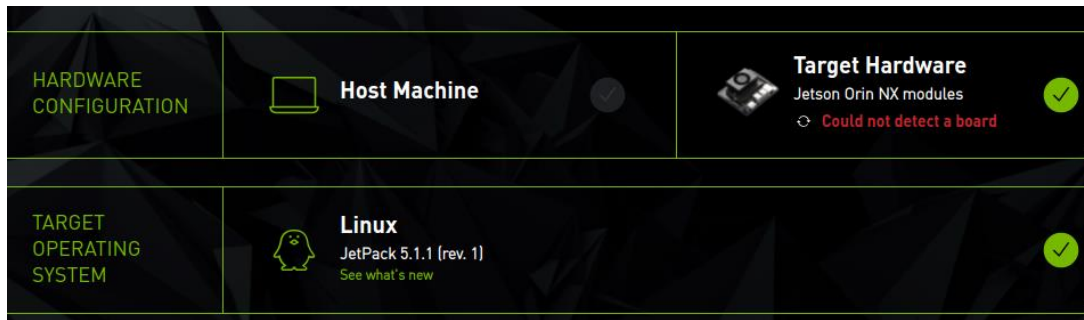 HARDWARE
CONFIGURATION
Host Machine
Target Hardware
Jetson Orin NX modules
Could not detect a board
TARGET
OPERATING
SYSTEM
Linux
JetPack 5.1.1 (rev. 1)
See what's new